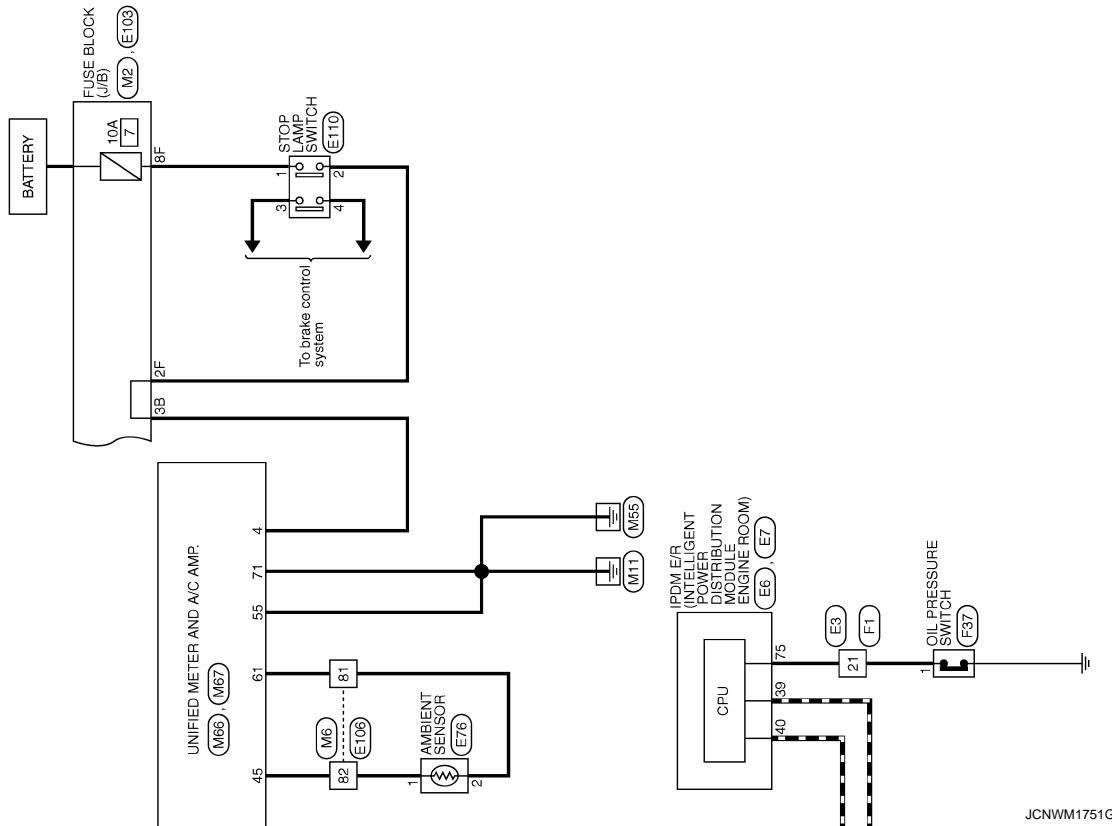 BATTERY
FUSE BLOCK
(J/B)
M2 , E103
10A
7
8F
STOP
LAMP
SWITCH
E110
1
2
3
4
To brake control
system
2F
3B
UNIFIED METER AND A/C AMP.
M66 , M67
4
71
55
61
45
M55
M11
81
82
M6
E106
AMBIENT
SENSOR
E76
1
2
IPDM E/R
(INTELLIGENT
POWER
DISTRIBUTION
MODULE
ENGINE ROOM)
E6 , E7
CPU
75
39
40
E3
F1
21
OIL PRESSURE
SWITCH
F37
1
JCNWM1751G